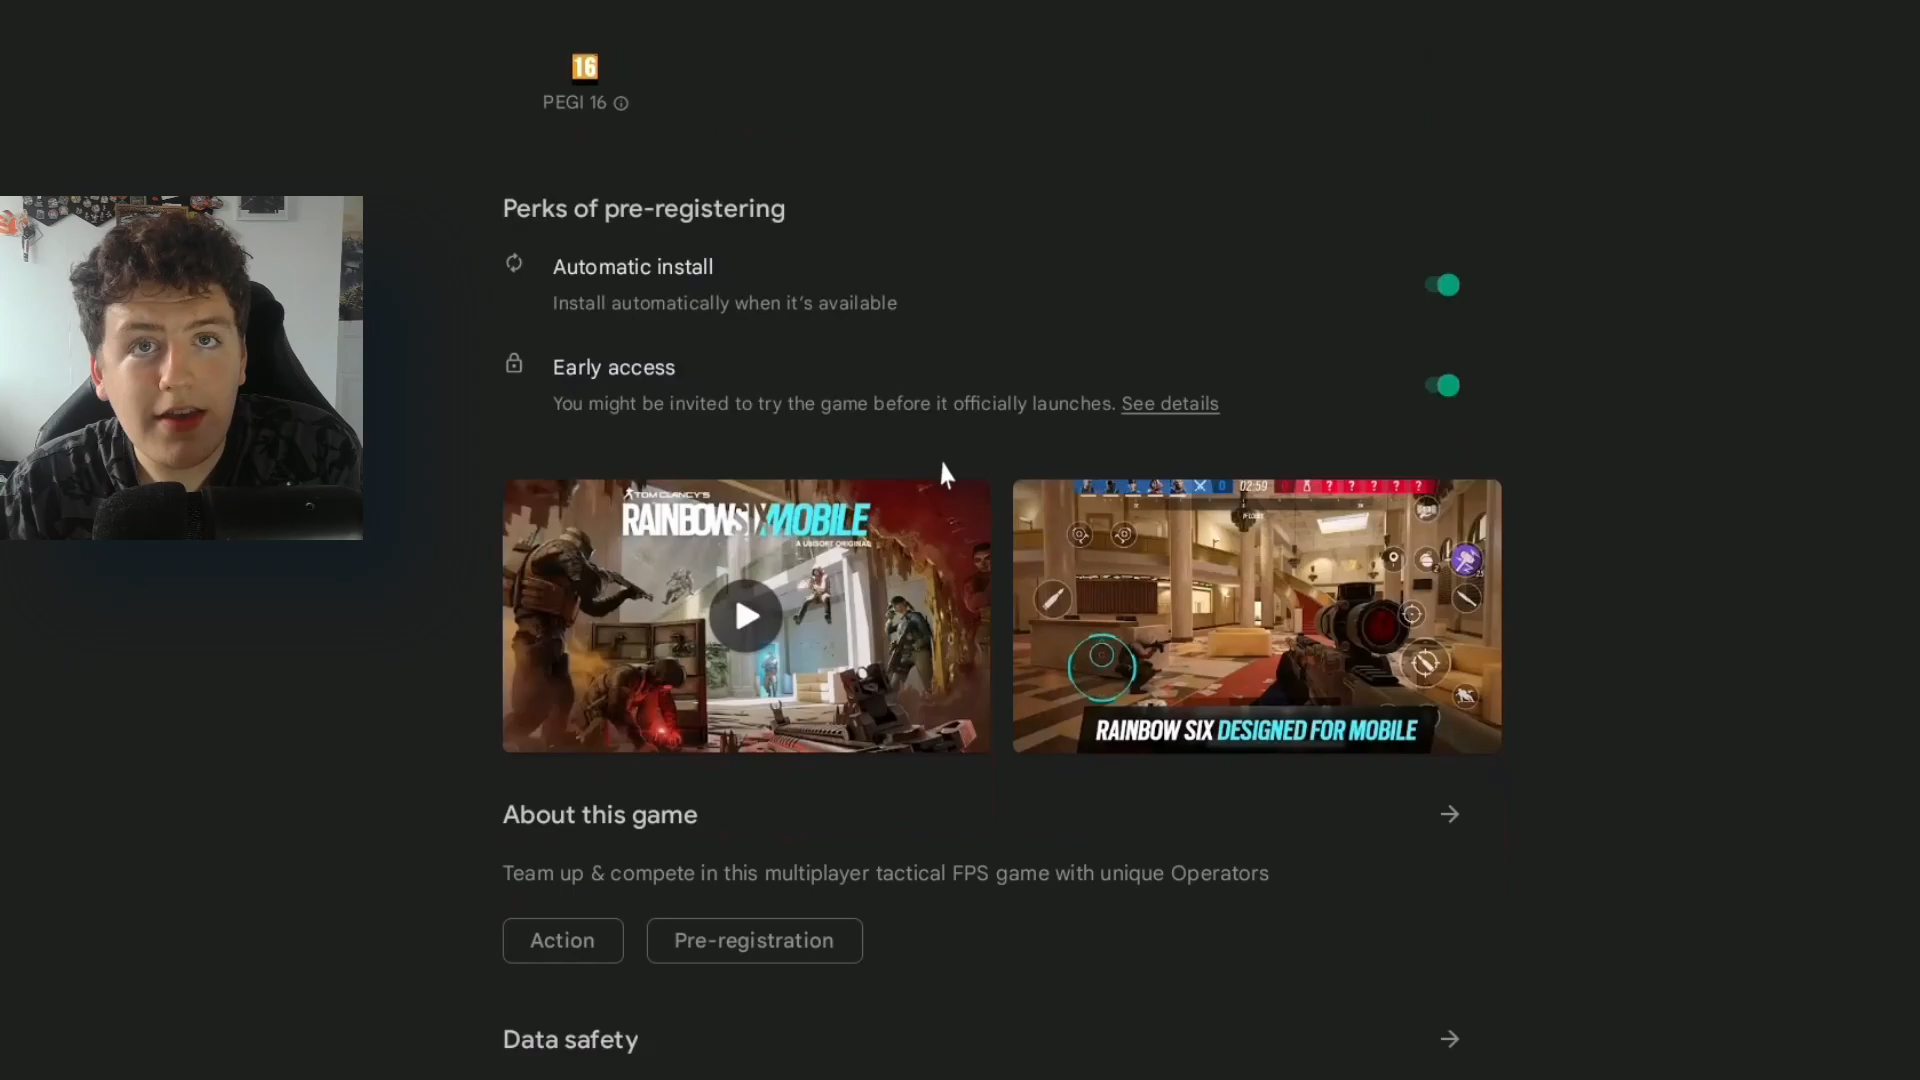 16
PEGI 16
Perks of pre-registering
Automatic install
Install automatically when it's available
Early access
You might be invited to try the game before it officially launches. See details
TOM CLANCY'S
RAINBOW SIX MOBILE
A UBISOFT ORIGINAL
0 02:59 0 ? ? ? ? ?
RAINBOW SIX DESIGNED FOR MOBILE
About this game
Team up & compete in this multiplayer tactical FPS game with unique Operators
Action
Pre-registration
Data safety